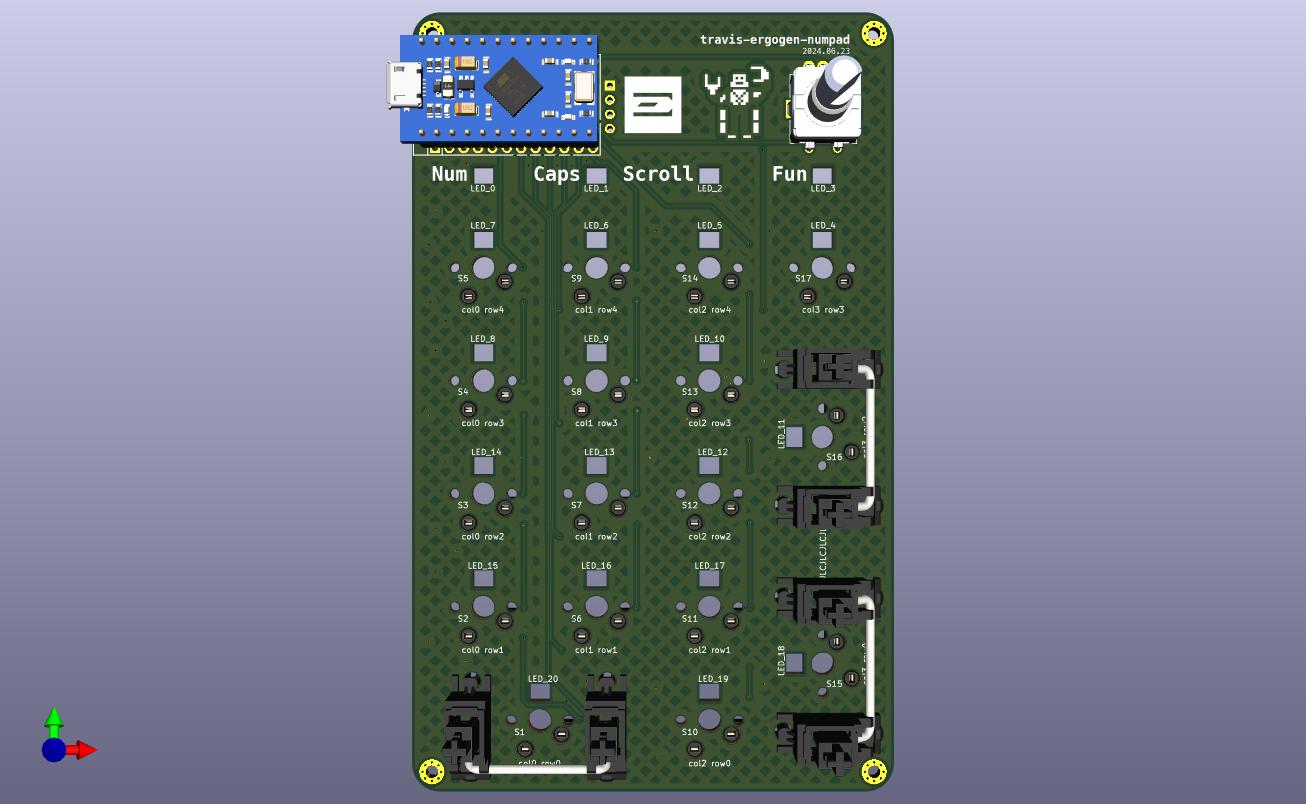 travis-ergogen-numpad
2024.06.23
Num Caps Scroll Fun
LED_0 LED_1 LED_2 LED_3
LED_7 LED_6 LED_5 LED_4
S5 S9 S14 S17
col0 row4 col1 row4 col2 row4 col3 row3
LED_8 LED_9 LED_10
S4 S8 S13
col0 row3 col1 row3 col2 row3
LED_11
S16
LED_14 LED_13 LED_12
S3 S7 S12
col0 row2 col1 row2 col2 row2
LED_15 LED_16 LED_17
S2 S6 S11
col0 row1 col1 row1 col2 row1
LED_18
S15
LED_20 LED_19
S1 S10
col0 row0 col2 row0